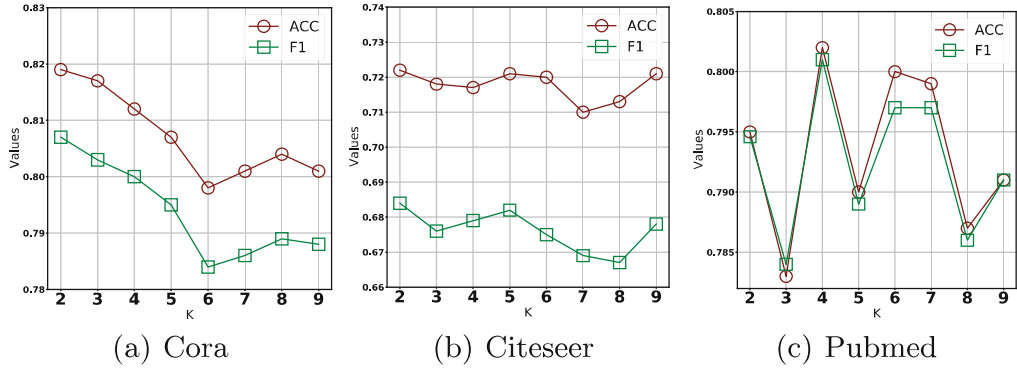 0.83
0.82
0.81
0.80
0.79
0.78
Values
ACC
F1
2 3 4 5 6 7 8 9
K
(a) Cora
0.74
0.73
0.72
0.71
0.70
0.69
0.68
0.67
0.66
Values
ACC
F1
2 3 4 5 6 7 8 9
K
(b) Citeseer
0.805
0.800
0.795
0.790
0.785
Values
ACC
F1
2 3 4 5 6 7 8 9
K
(c) Pubmed